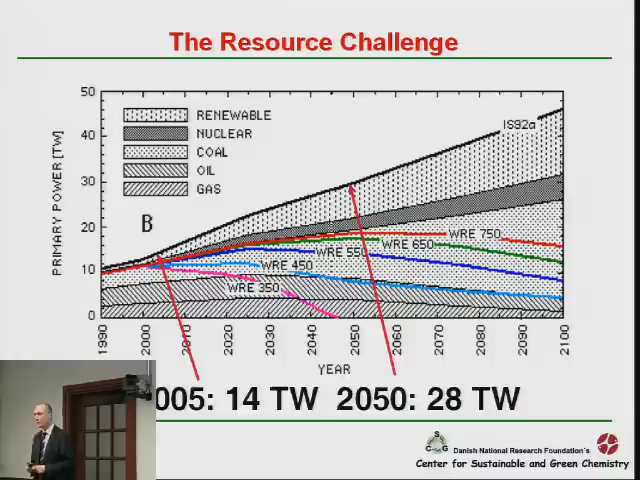 The Resource Challenge
50
40
30
20
10
0
PRIMARY POWER [TW]
RENEWABLE
NUCLEAR
COAL
OIL
GAS
B
IS92a
WRE 750
WRE 650
WRE 550
WRE 450
WRE 350
1990
2000
2010
2020
2030
2040
2050
2060
2070
2080
2090
2100
YEAR
005: 14 TW 2050: 28 TW
C S G
Danish National Research Foundation´s
Center for Sustainable and Green Chemistry